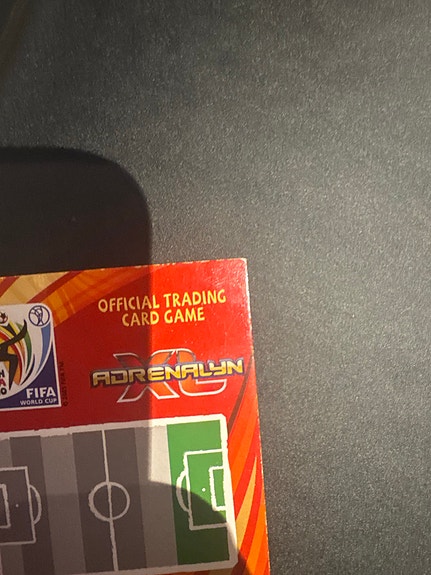 OFFICIAL TRADING
CARD GAME
ADRENALYN
XL
FIFA
WORLD CUP